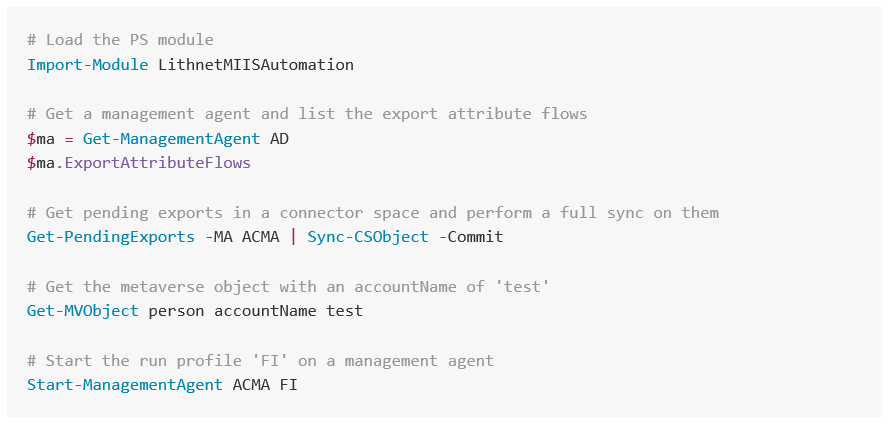 # Load the PS module
Import-Module LithnetMIISAutomation
# Get a management agent and list the export attribute flows
$ma = Get-ManagementAgent AD
$ma.ExportAttributeFlows
# Get pending exports in a connector space and perform a full sync on them
Get-PendingExports -MA ACMA | Sync-CSObject -Commit
# Get the metaverse object with an accountName of 'test'
Get-MVObject person accountName test
# Start the run profile 'FI' on a management agent
Start-ManagementAgent ACMA FI